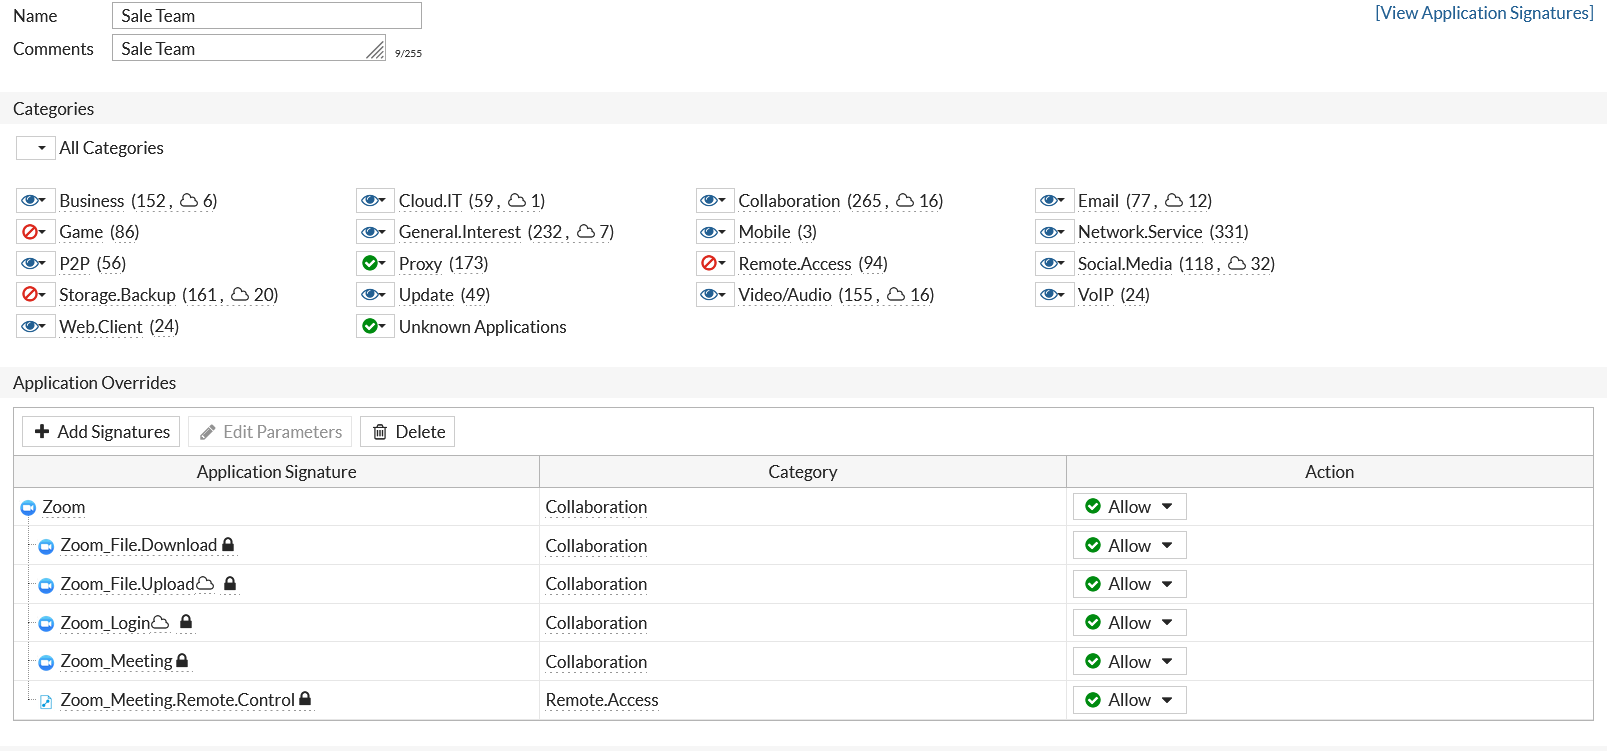 Name Sale Team [View Application Signatures]
Comments Sale Team 9/255
Categories
All Categories
Business (152, 6) Cloud.IT (59, 1) Collaboration (265, 16) Email (77, 12)
Game (86) General.Interest (232, 7) Mobile (3) Network.Service (331)
P2P (56) Proxy (173) Remote.Access (94) Social.Media (118, 32)
Storage.Backup (161, 20) Update (49) Video/Audio (155, 16) VoIP (24)
Web.Client (24) Unknown Applications
Application Overrides
Add Signatures Edit Parameters Delete
Application Signature Category Action
Zoom Collaboration Allow
Zoom_File.Download Collaboration Allow
Zoom_File.Upload Collaboration Allow
Zoom_Login Collaboration Allow
Zoom_Meeting Collaboration Allow
Zoom_Meeting.Remote.Control Remote.Access Allow